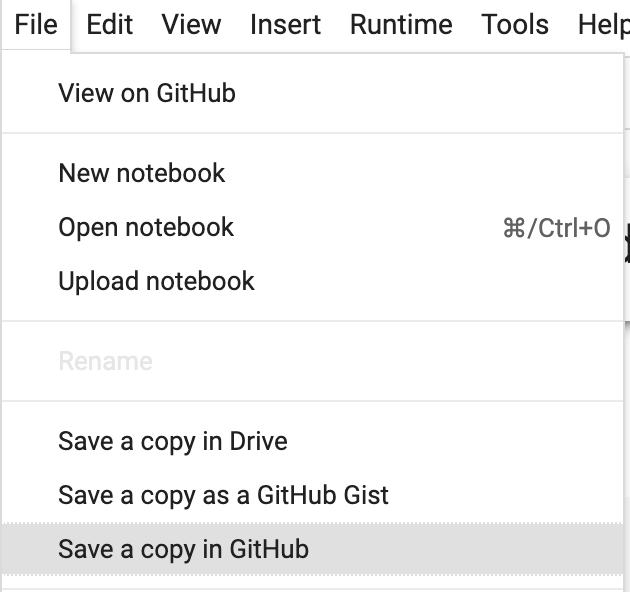 File Edit View Insert Runtime Tools Help
View on GitHub
New notebook
Open notebook ⌘/Ctrl+O
Upload notebook
Rename
Save a copy in Drive
Save a copy as a GitHub Gist
Save a copy in GitHub